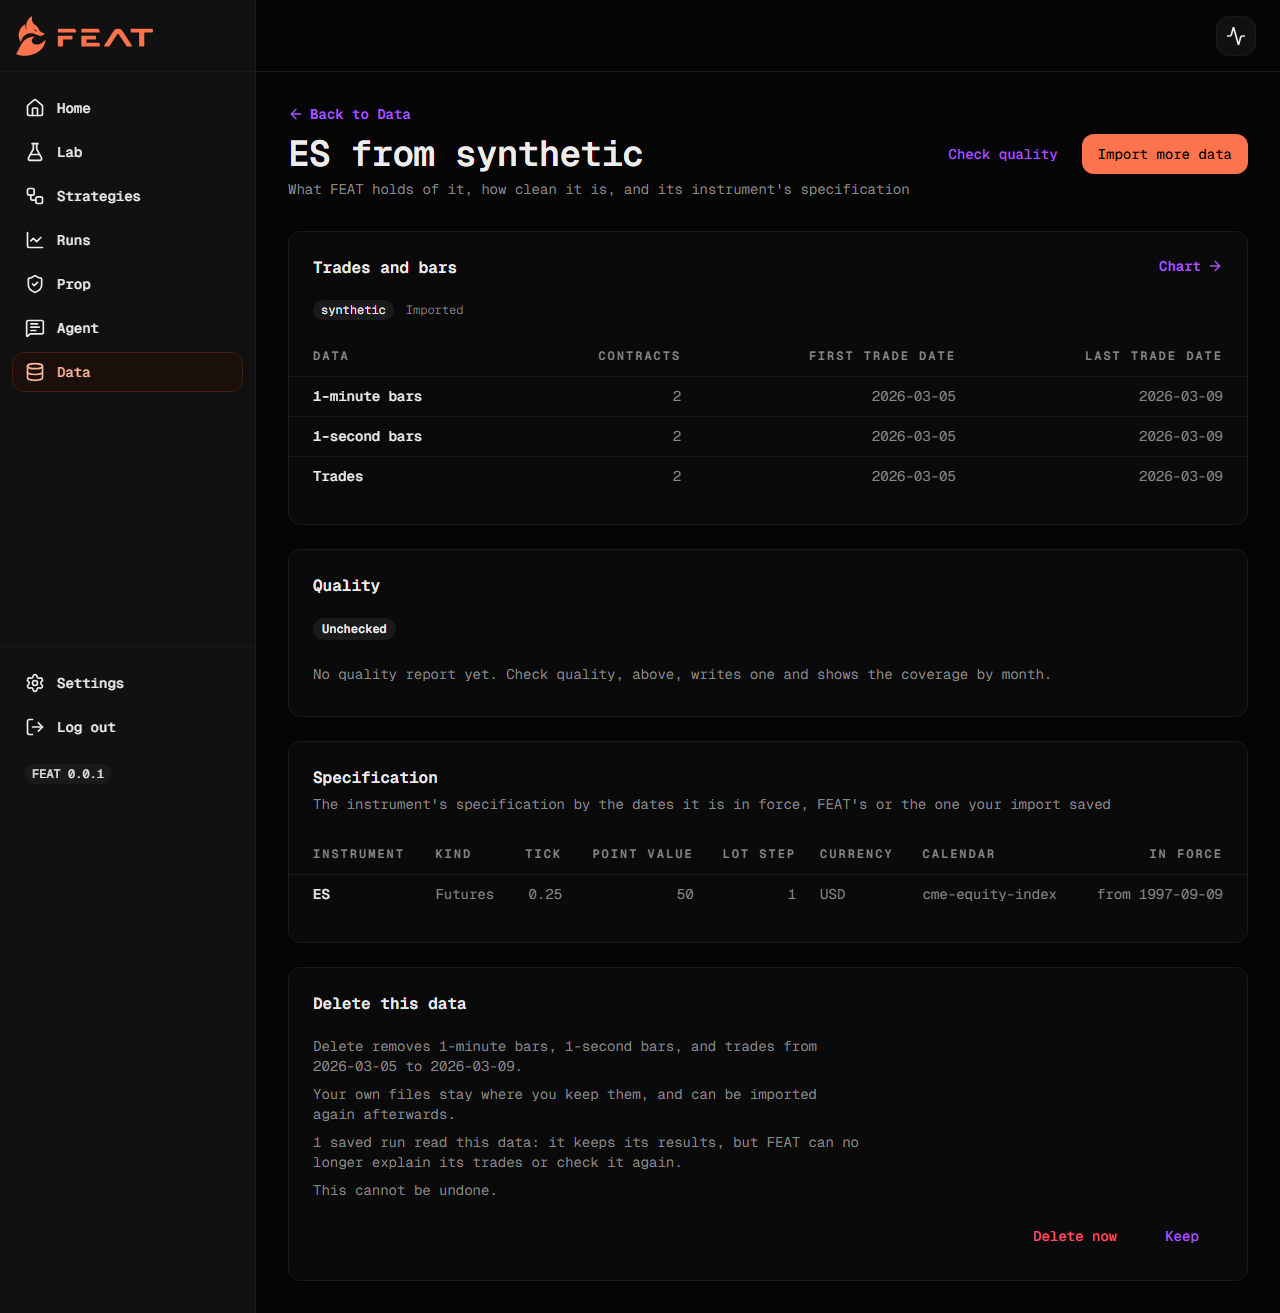 FEAT
Home
Lab
Strategies
Runs
Prop
Agent
Data
Settings
Log out
FEAT 0.0.1
← Back to Data
ES from synthetic
Check quality
Import more data
What FEAT holds of it, how clean it is, and its instrument's specification
Trades and bars
Chart →
synthetic Imported
DATA CONTRACTS FIRST TRADE DATE LAST TRADE DATE
1-minute bars 2 2026-03-05 2026-03-09
1-second bars 2 2026-03-05 2026-03-09
Trades 2 2026-03-05 2026-03-09
Quality
Unchecked
No quality report yet. Check quality, above, writes one and shows the coverage by month.
Specification
The instrument's specification by the dates it is in force, FEAT's or the one your import saved
INSTRUMENT KIND TICK POINT VALUE LOT STEP CURRENCY CALENDAR IN FORCE
ES Futures 0.25 50 1 USD cme-equity-index from 1997-09-09
Delete this data
Delete removes 1-minute bars, 1-second bars, and trades from
2026-03-05 to 2026-03-09.
Your own files stay where you keep them, and can be imported
again afterwards.
1 saved run read this data: it keeps its results, but FEAT can no
longer explain its trades or check it again.
This cannot be undone.
Delete now
Keep